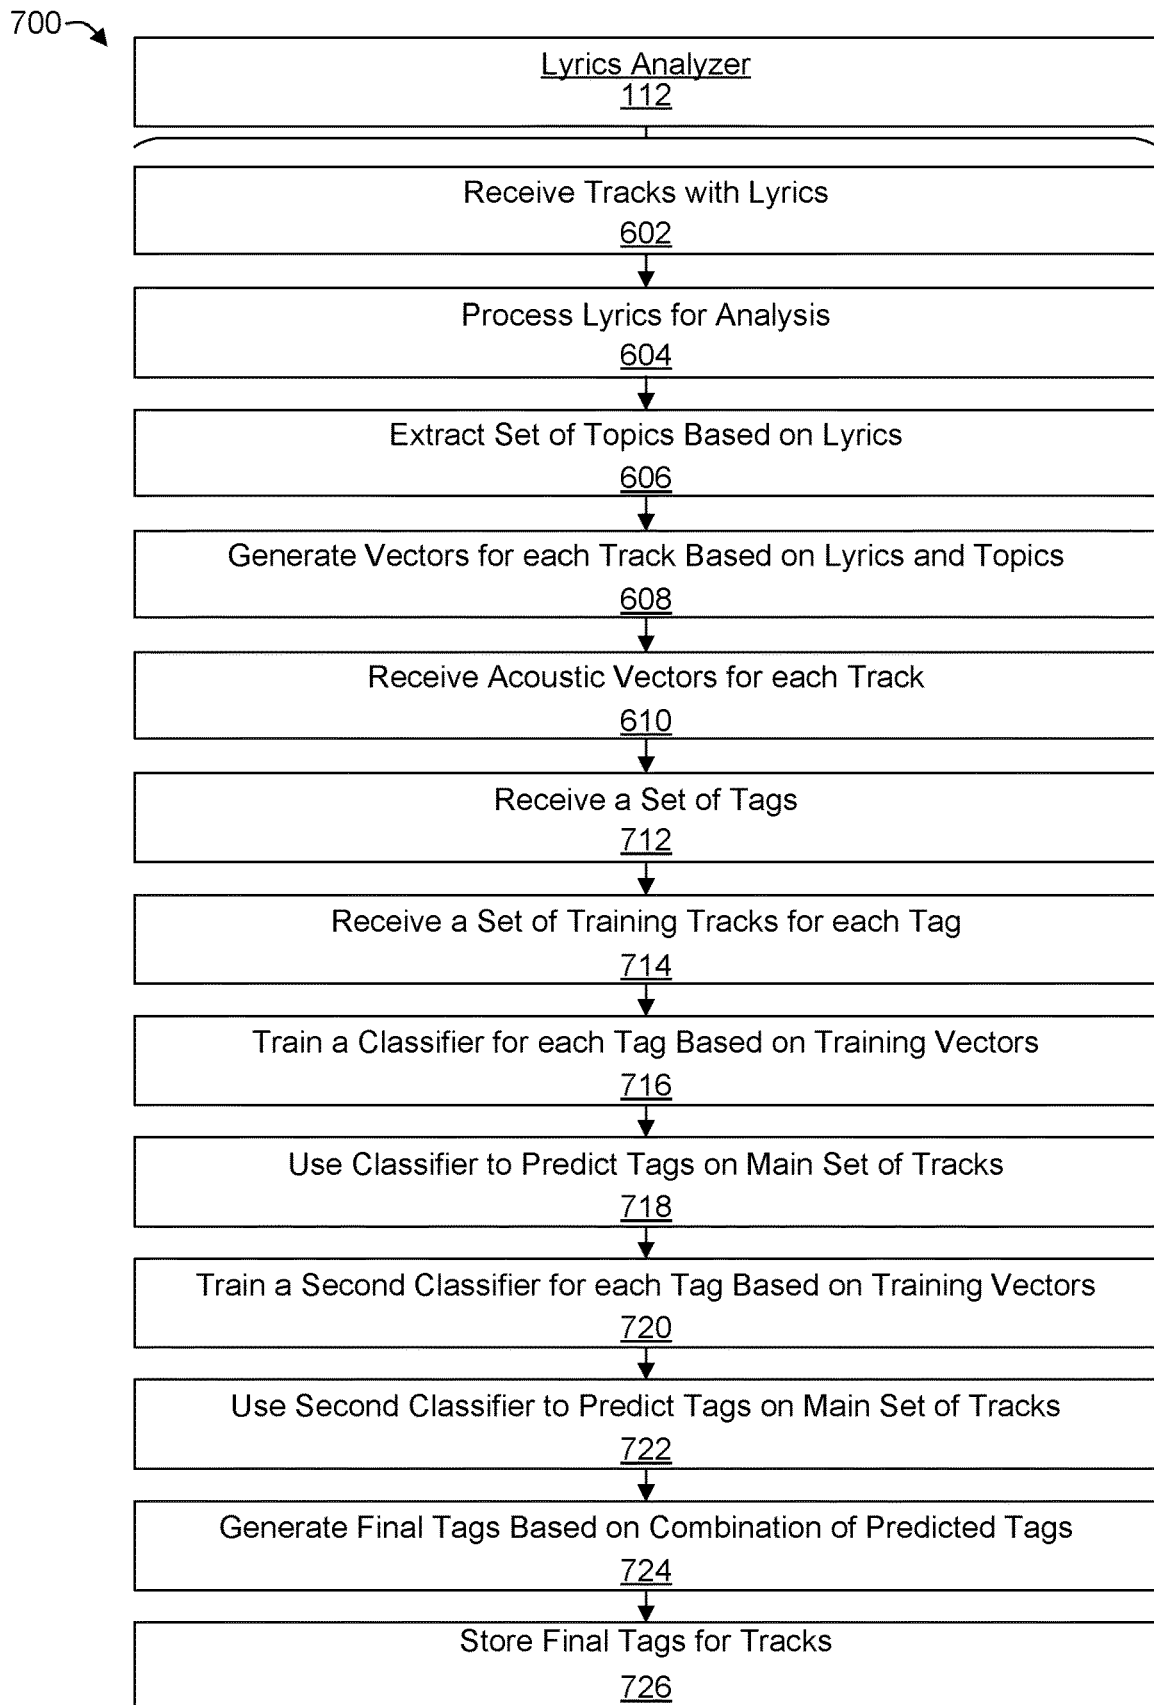 700
Lyrics Analyzer
112
Receive Tracks with Lyrics
602
Process Lyrics for Analysis
604
Extract Set of Topics Based on Lyrics
606
Generate Vectors for each Track Based on Lyrics and Topics
608
Receive Acoustic Vectors for each Track
610
Receive a Set of Tags
712
Receive a Set of Training Tracks for each Tag
714
Train a Classifier for each Tag Based on Training Vectors
716
Use Classifier to Predict Tags on Main Set of Tracks
718
Train a Second Classifier for each Tag Based on Training Vectors
720
Use Second Classifier to Predict Tags on Main Set of Tracks
722
Generate Final Tags Based on Combination of Predicted Tags
724
Store Final Tags for Tracks
726